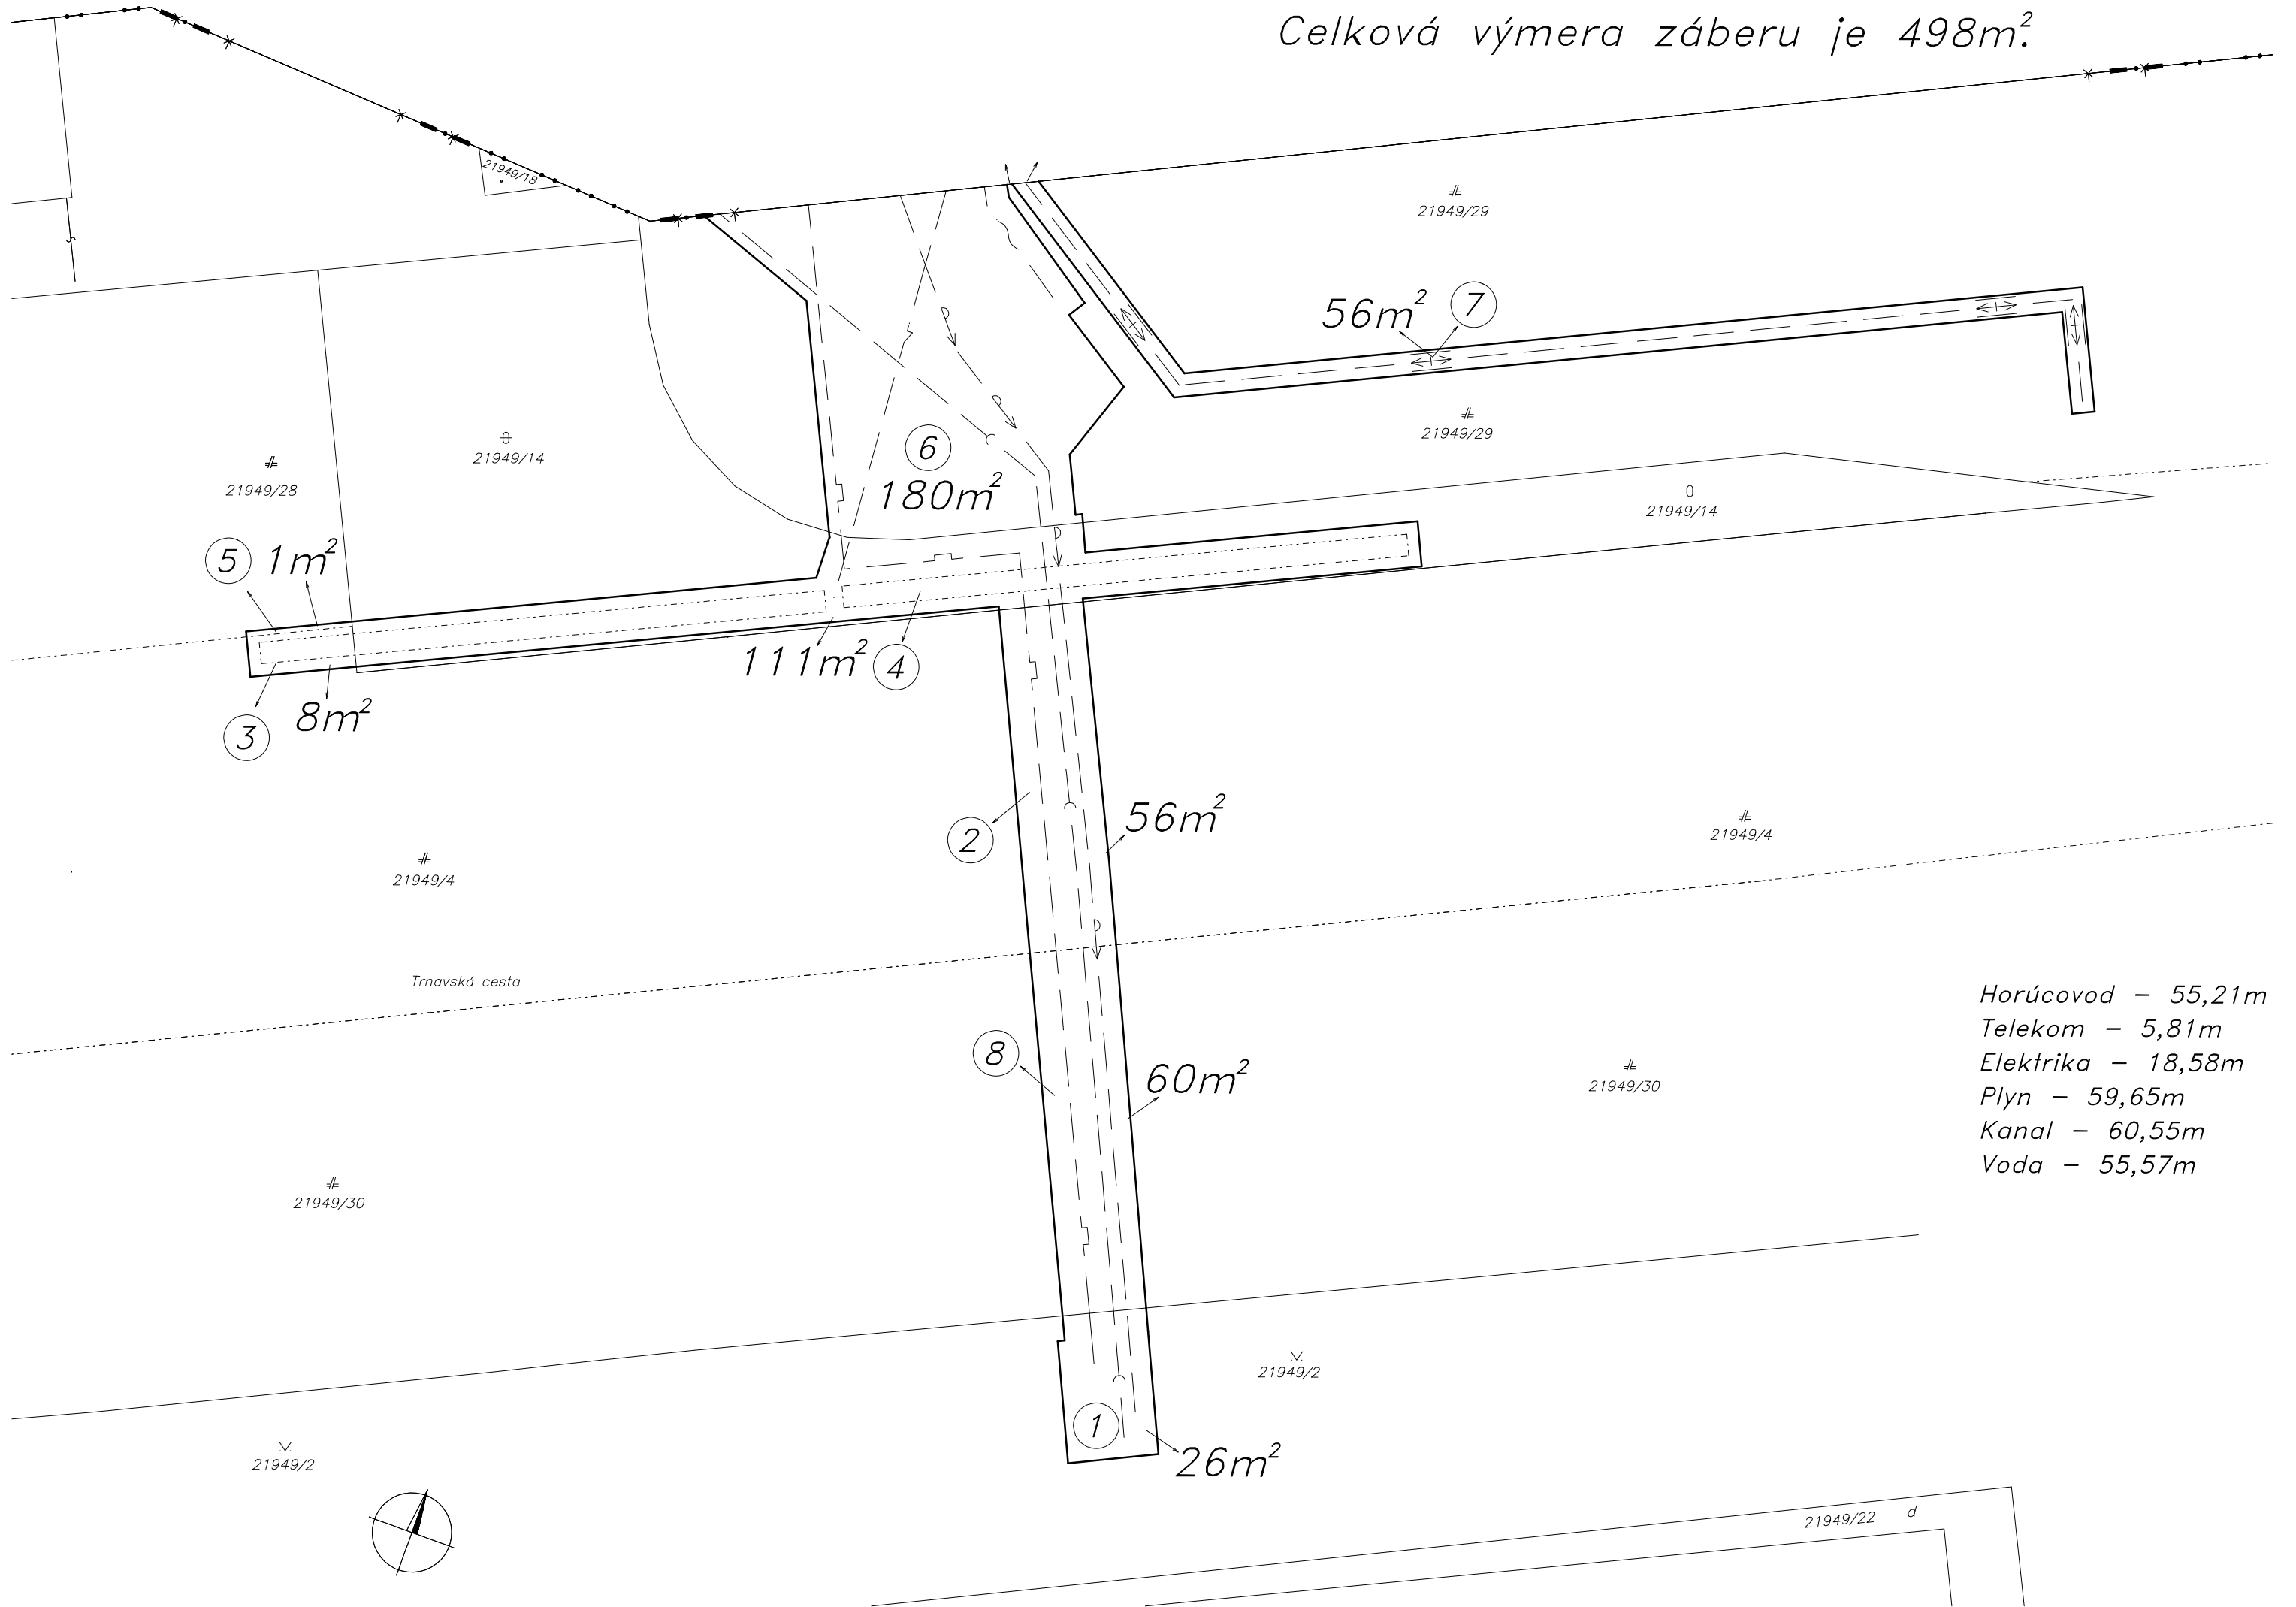 Celková výmera záberu je 498m².
21949/18
21949/29
56m² 7
21949/29
21949/14
21949/28
6
180m²
21949/14
5 1m²
111m² 4
8m²
3
56m²
2
21949/4
21949/4
Trnavská cesta
Horúcovod – 55,21m
Telekom – 5,81m
Elektrika – 18,58m
Plyn – 59,65m
Kanal – 60,55m
Voda – 55,57m
8
60m²
21949/30
21949/30
21949/2
1
26m²
21949/2
21949/22 d